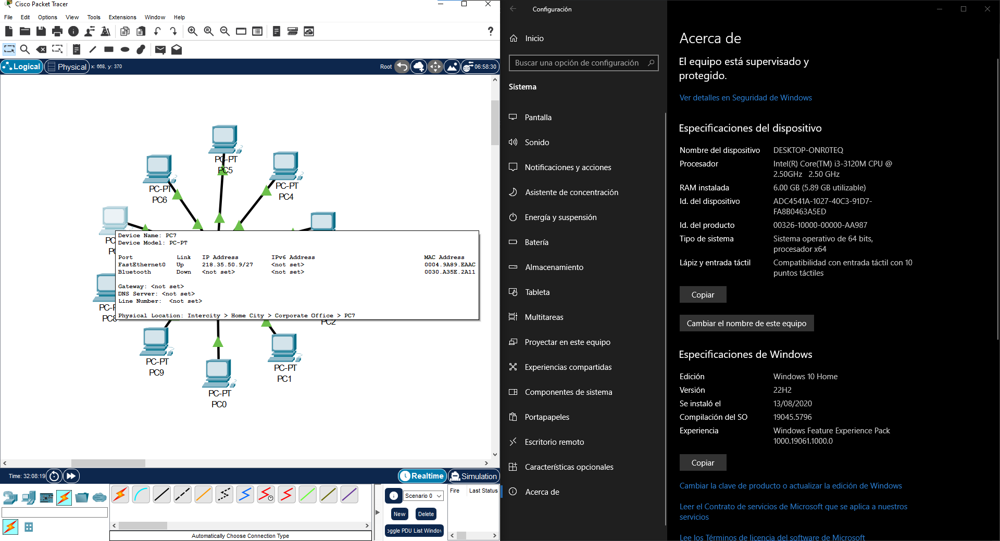 Cisco Packet Tracer
File Edit Options View Tools Extensions Window Help
Logical Physical x: 668, y: 370 Root 06:58:30
PC-PT
PC5
PC-PT
PC6
PC-PT
PC4
Device Name: PC7
Device Model: PC-PT
Port Link IP Address IPv6 Address MAC Address
FastEthernet0 Up 218.35.50.9/27 <not set> 0004.9A89.EAAC
Bluetooth Down <not set> <not set> 0030.A35E.2A11
Gateway: <not set>
DNS Server: <not set>
Line Number: <not set>
Physical Location: Intercity > Home City > Corporate Office > PC7
PC8
PC2
PC-PT
PC9
PC-PT
PC1
PC-PT
PC0
Time: 32:08:19 Realtime Simulation
Scenario 0
New Delete
oggle PDU List Window
Fire Last Status
Automatically Choose Connection Type
Configuración
Inicio
Buscar una opción de configuración
Sistema
Pantalla
Sonido
Notificaciones y acciones
Asistente de concentración
Energía y suspensión
Batería
Almacenamiento
Tableta
Multitareas
Proyectar en este equipo
Experiencias compartidas
Componentes de sistema
Portapapeles
Escritorio remoto
Características opcionales
Acerca de
Acerca de
El equipo está supervisado y
protegido.
Ver detalles en Seguridad de Windows
Especificaciones del dispositivo
Nombre del dispositivo DESKTOP-ONR0TEQ
Procesador Intel(R) Core(TM) i3-3120M CPU @
2.50GHz 2.50 GHz
RAM instalada 6.00 GB (5.89 GB utilizable)
Id. del dispositivo ADC4541A-1027-40C3-91D7-
FA8B0463A5ED
Id. del producto 00326-10000-00000-AA987
Tipo de sistema Sistema operativo de 64 bits,
procesador x64
Lápiz y entrada táctil Compatibilidad con entrada táctil con 10
puntos táctiles
Copiar
Cambiar el nombre de este equipo
Especificaciones de Windows
Edición Windows 10 Home
Versión 22H2
Se instaló el 13/08/2020
Compilación del SO 19045.5796
Experiencia Windows Feature Experience Pack
1000.19061.1000.0
Copiar
Cambiar la clave de producto o actualizar la edición de Windows
Leer el Contrato de servicios de Microsoft que se aplica a nuestros
servicios
Lee los Términos de licencia del software de Microsoft